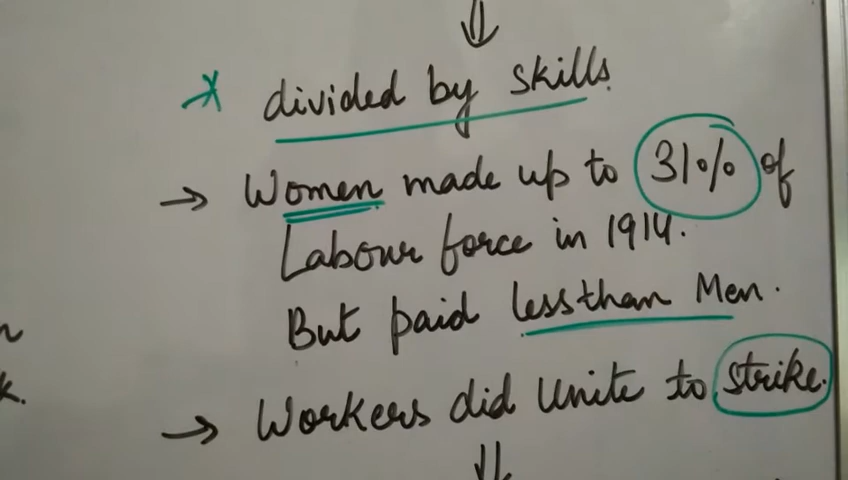 * divided by skills.
→ Women made up to 31% of
Labour force in 1914.
But paid less than Men.
→ Workers did Unite to strike.
k.